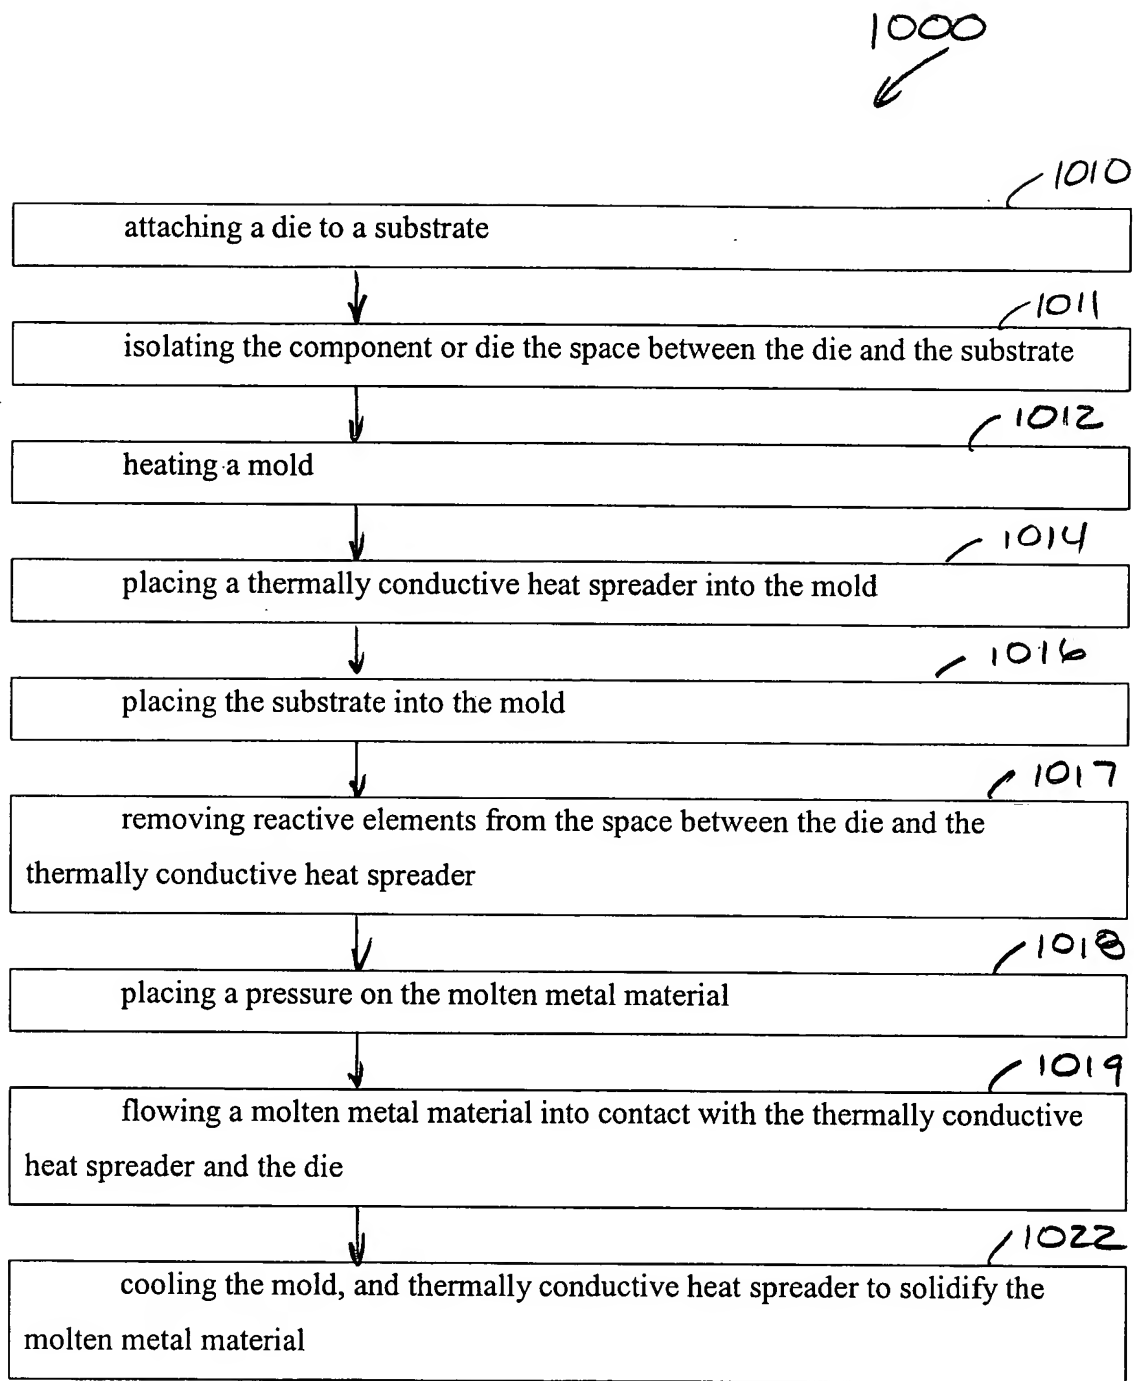 1000
1010
attaching a die to a substrate
1011
isolating the component or die the space between the die and the substrate
1012
heating a mold
1014
placing a thermally conductive heat spreader into the mold
1016
placing the substrate into the mold
1017
removing reactive elements from the space between the die and the
thermally conductive heat spreader
1018
placing a pressure on the molten metal material
1019
flowing a molten metal material into contact with the thermally conductive
heat spreader and the die
1022
cooling the mold, and thermally conductive heat spreader to solidify the
molten metal material